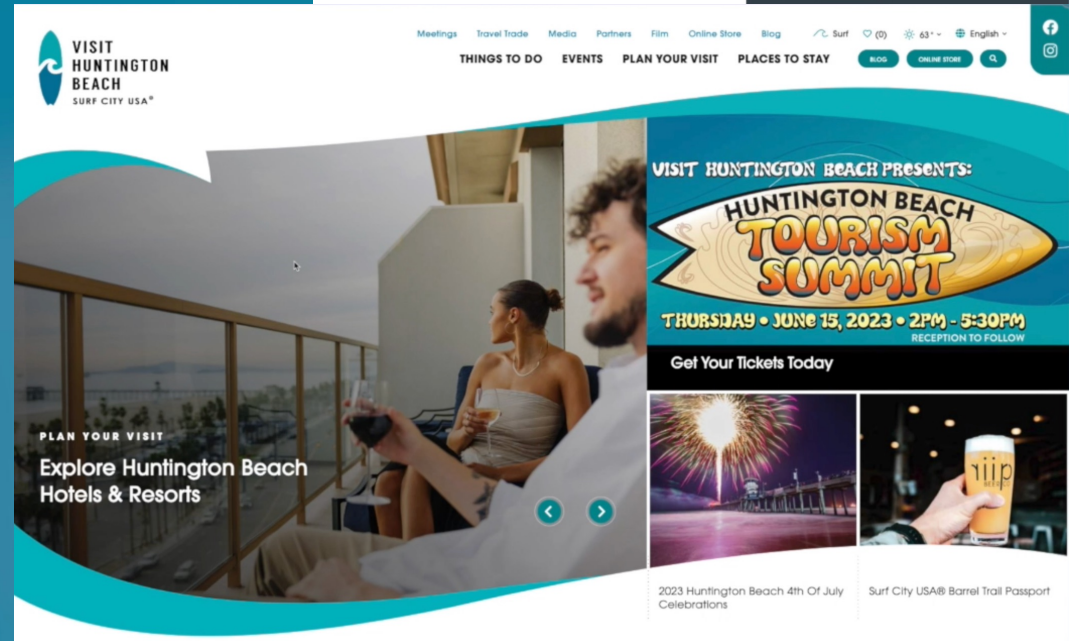 VISIT
HUNTINGTON
BEACH
SURF CITY USA®
Meetings Travel Trade Media Partners Film Online Store Blog Surf (0) 63° English
THINGS TO DO EVENTS PLAN YOUR VISIT PLACES TO STAY BLOG ONLINE STORE
VISIT HUNTINGTON BEACH PRESENTS:
HUNTINGTON BEACH
TOURISM
SUMMIT
THURSDAY • JUNE 15, 2023 • 2PM - 5:30PM
RECEPTION TO FOLLOW
Get Your Tickets Today
PLAN YOUR VISIT
Explore Huntington Beach
Hotels & Resorts
riip
2023 Huntington Beach 4th Of July
Celebrations
Surf City USA® Barrel Trail Passport